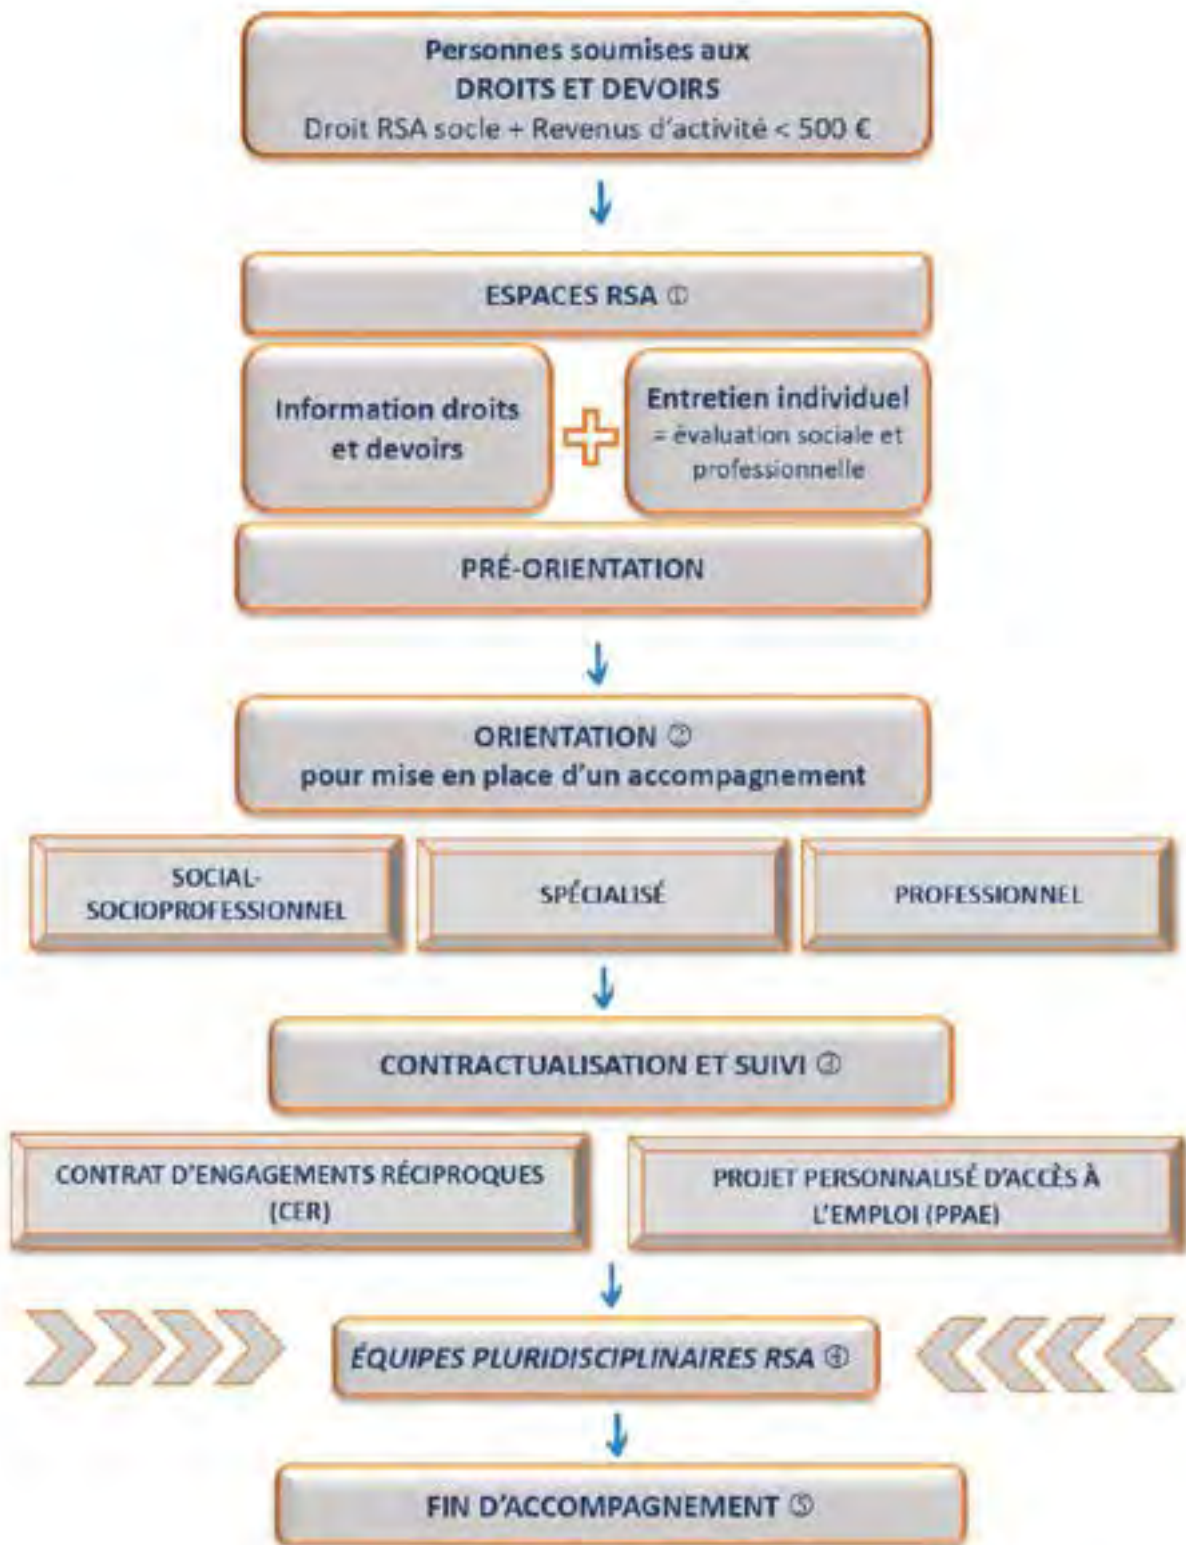 Personnes soumises aux
DROITS ET DEVOIRS
Droit RSA socle + Revenus d'activité < 500 €
ESPACES RSA ①
Information droits
et devoirs
Entretien individuel
= évaluation sociale et
professionnelle
PRÉ-ORIENTATION
ORIENTATION ②
pour mise en place d'un accompagnement
SOCIAL-
SOCIOPROFESSIONNEL
SPÉCIALISÉ
PROFESSIONNEL
CONTRACTUALISATION ET SUIVI ③
CONTRAT D'ENGAGEMENTS RÉCIPROQUES
(CER)
PROJET PERSONNALISÉ D'ACCÈS À
L'EMPLOI (PPAE)
ÉQUIPES PLURIDISCIPLINAIRES RSA ④
FIN D'ACCOMPAGNEMENT ⑤